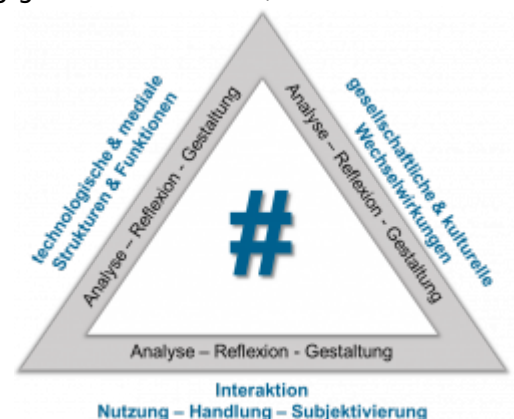 technologische & mediale
Strukturen & Funktionen
Analyse – Reflexion - Gestaltung
gesellschaftliche & kulturelle
Wechselwirkungen
Analyse – Reflexion - Gestaltung
#
Analyse – Reflexion - Gestaltung
Interaktion
Nutzung – Handlung – Subjektivierung